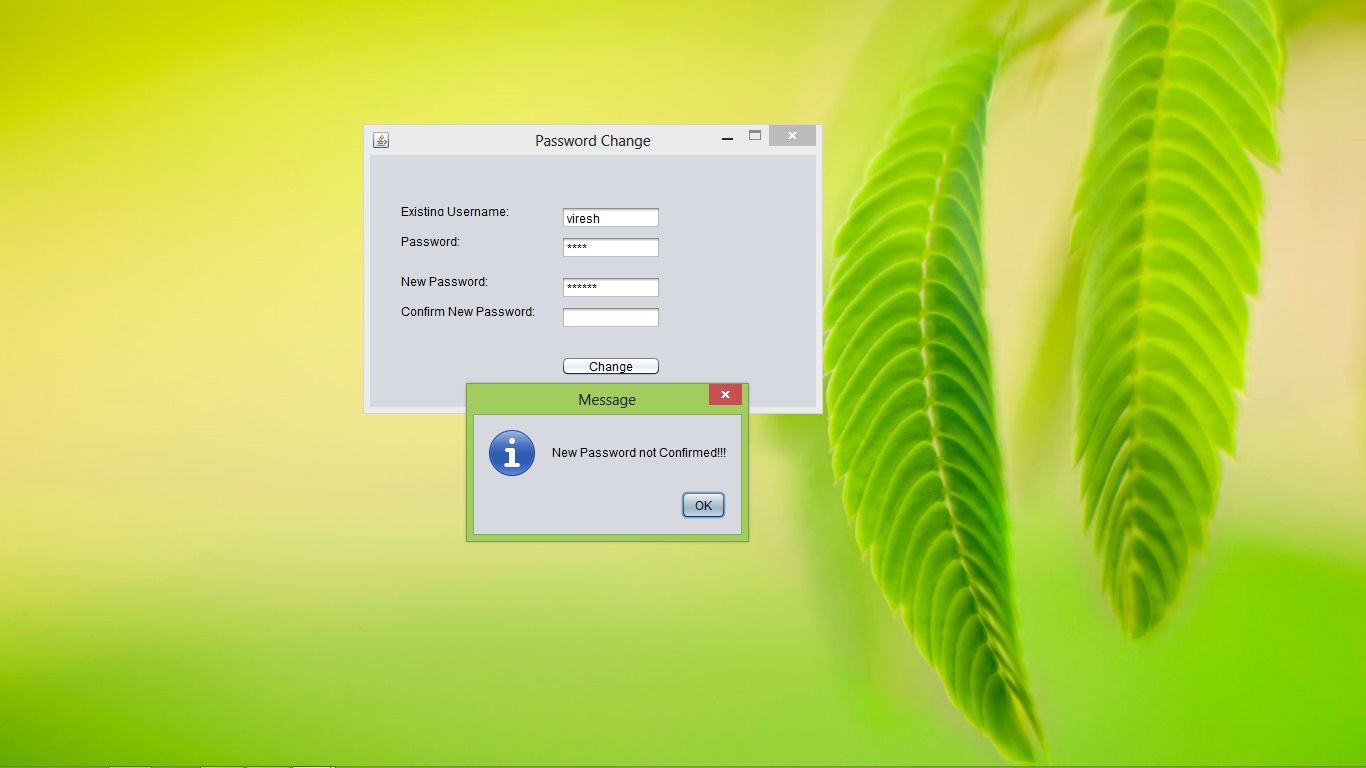 Password Change
Existing Username: viresh
Password: ****
New Password: ******
Confirm New Password:
Change
Message
New Password not Confirmed!!!
OK